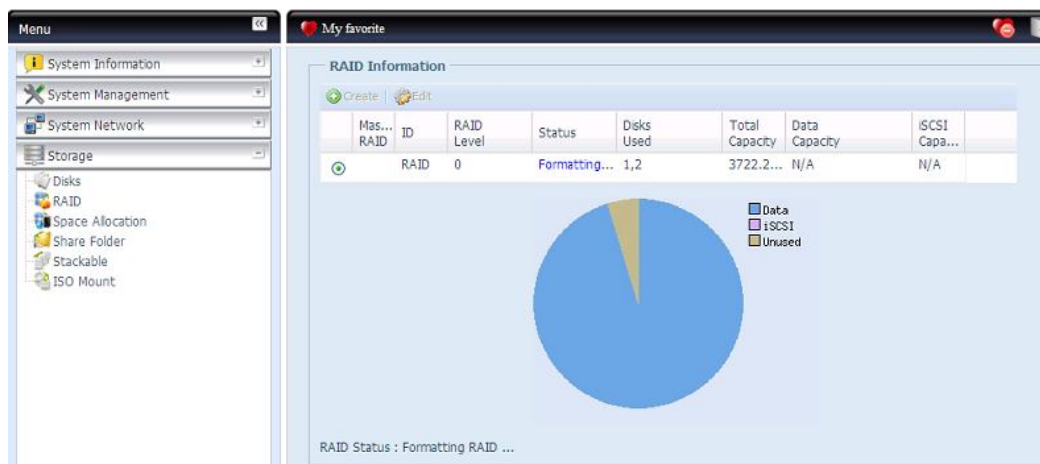 Menu
My favorite
System Information
System Management
System Network
Storage
Disks
RAID
Space Allocation
Share Folder
Stackable
ISO Mount
RAID Information
Create | Edit
Mas... RAID ID RAID Level Status Disks Used Total Capacity Data Capacity iSCSI Capa...
RAID 0 Formatting... 1,2 3722.2... N/A N/A
Data
iSCSI
Unused
RAID Status : Formatting RAID ...